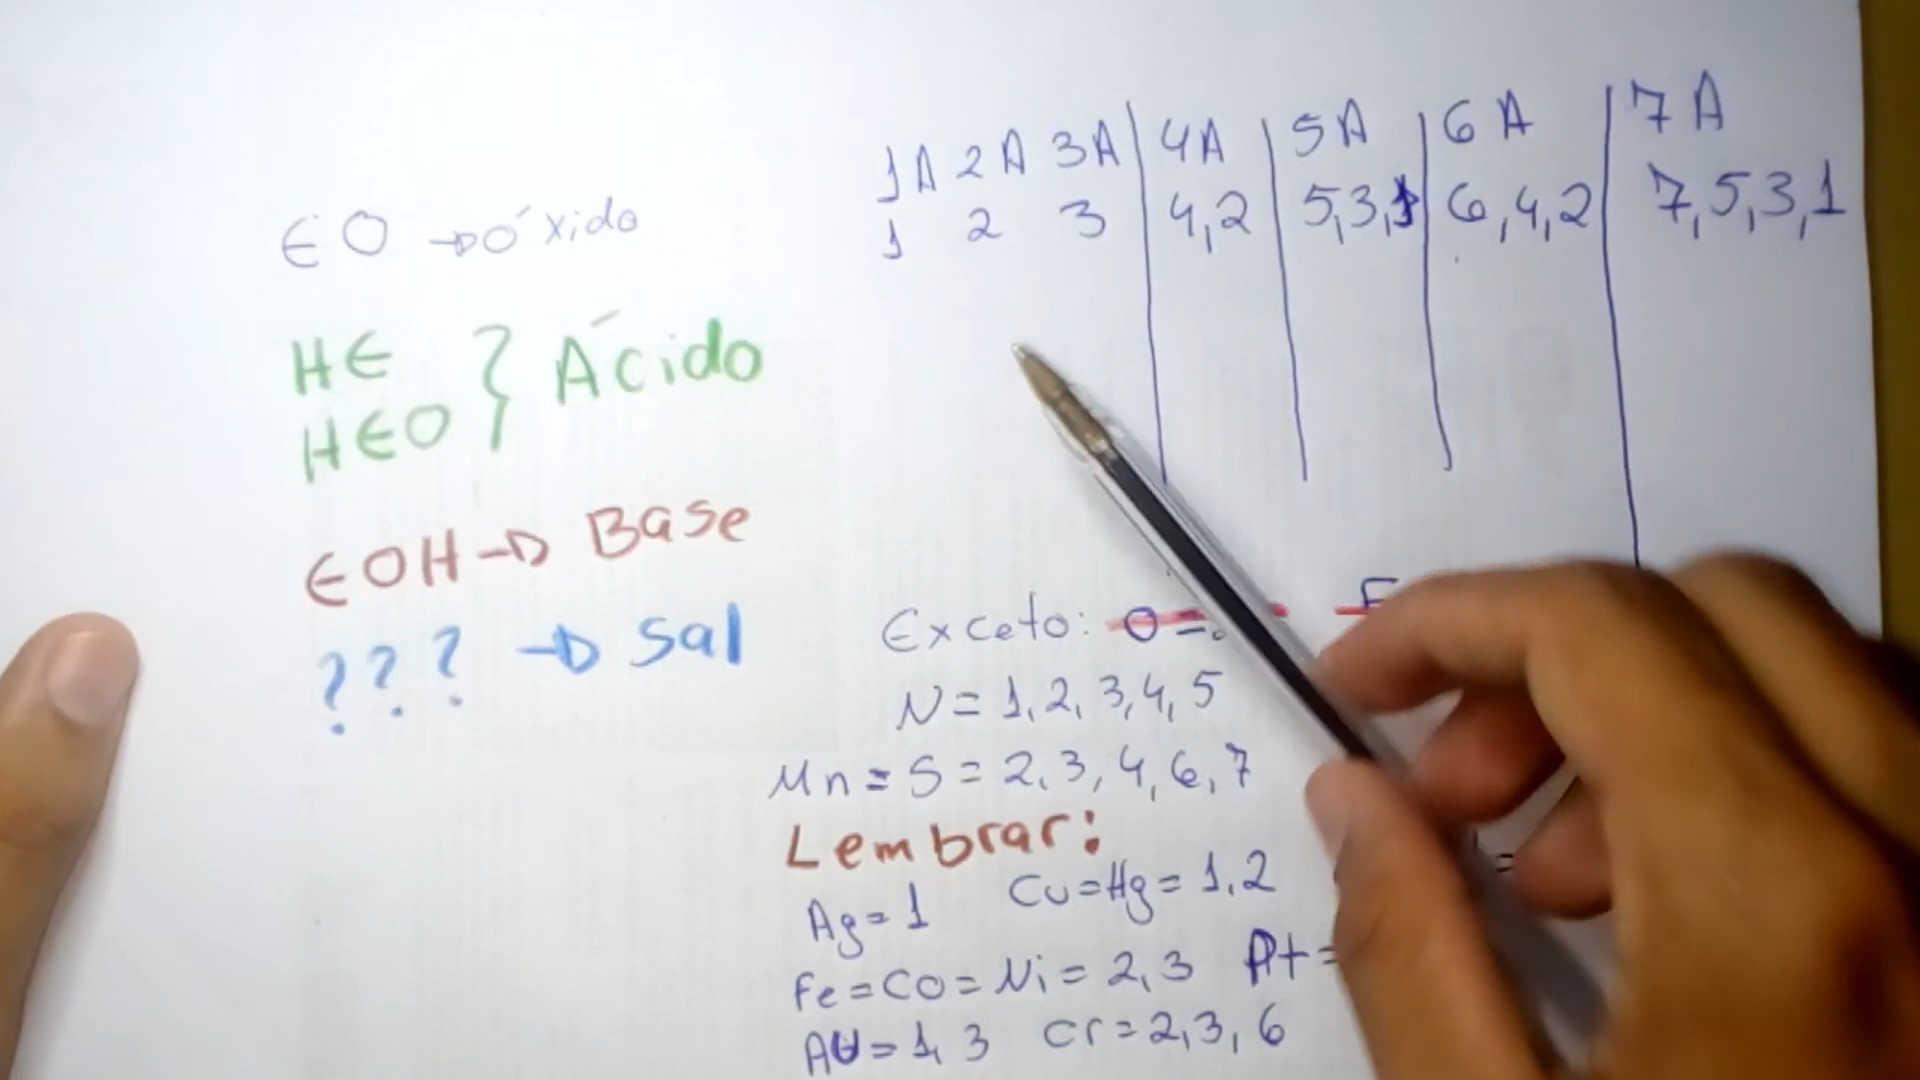 EO → óxido
HE
HEO } Ácido
EOH → Base
??? → Sal
1A 2A 3A 4A 5A 6A 7A
1 2 3 4,2 5,3,1 6,4,2 7,5,3,1
Exceto: O =
N = 1, 2, 3, 4, 5
Mn = S = 2, 3, 4, 6, 7
Lembrar:
Ag = 1 Cu = Hg = 1, 2
Fe = Co = Ni = 2, 3 Pt =
Au = 1, 3 Cr = 2, 3, 6